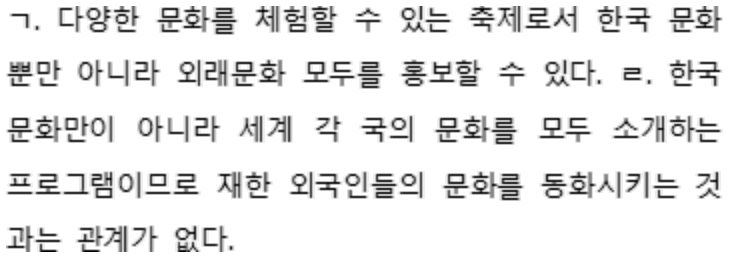 ㄱ. 다양한 문화를 체험할 수 있는 축제로서 한국 문화
뿐만 아니라 외래문화 모두를 홍보할 수 있다. ㄹ. 한국
문화만이 아니라 세계 각 국의 문화를 모두 소개하는
프로그램이므로 재한 외국인들의 문화를 동화시키는 것
과는 관계가 없다.